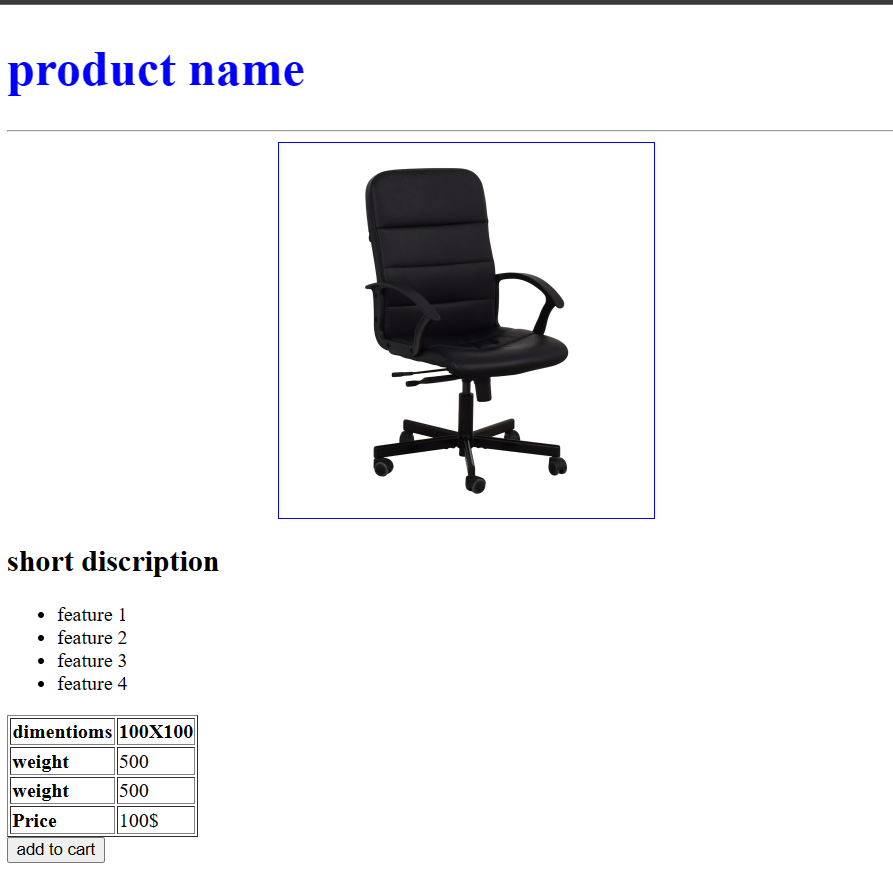 product name
short discription
feature 1
feature 2
feature 3
feature 4
dimentioms 100X100
weight 500
weight 500
Price 100$
add to cart